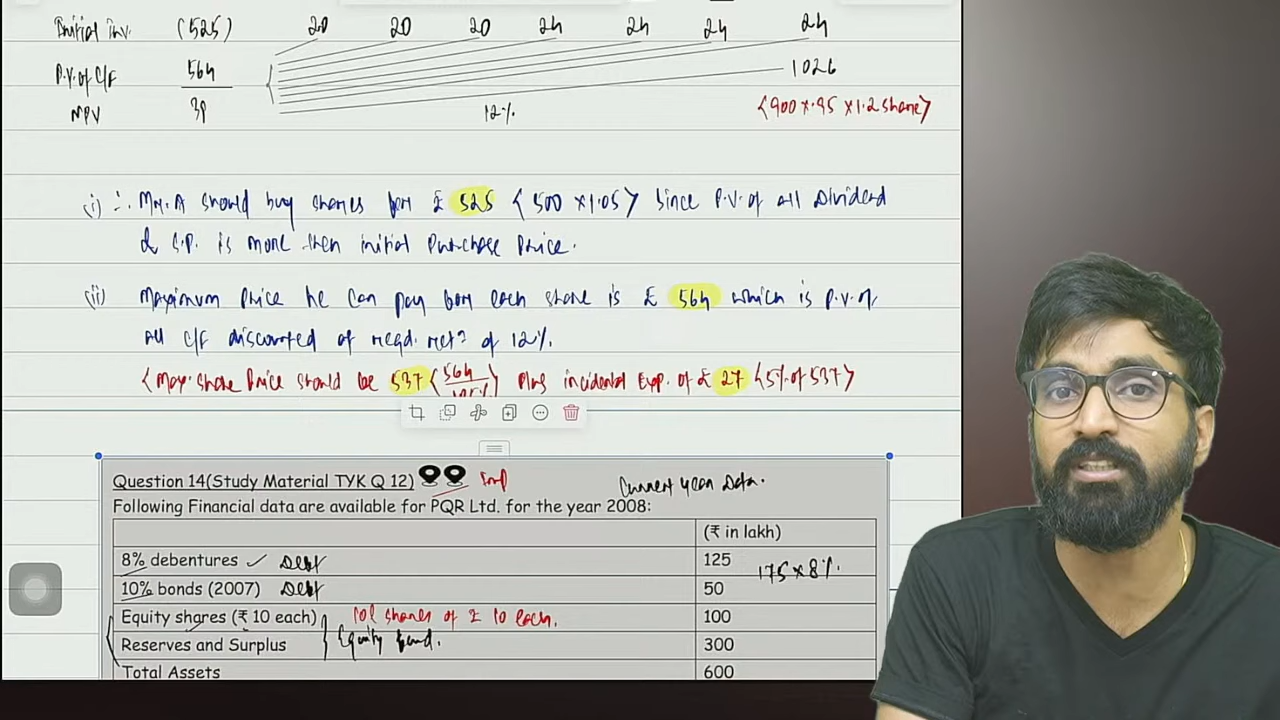 Initial inv. (525) 20 20 20 24 24 24 24
P.V. of C/F 564 1026
NPV 39 12% <900 x .95 x 1.2 share>
(i) ∴ Mr. A should buy shares for ₹ 525 <500 x 1.05> Since P.V. of all Dividend
& S.P. is more then initial Purchase Price.
(ii) Maximum Price he can pay for each share is ₹ 564 which is P.V. of
All C/F discounted at reqd. retn of 12%.
<Max. share Price should be 537 <564/105%> Plus incidental Exp. of ₹ 27 <5% of 537>
Question 14(Study Material TYK Q 12) Imp Current year Data.
Following Financial data are available for PQR Ltd. for the year 2008:
(₹ in lakh)
8% debentures ✓ Debt 125 175 x 8%.
10% bonds (2007) Debt 50
Equity shares (₹ 10 each) 10L shares of ₹ 10 each. 100
Reserves and Surplus Equity fund. 300
Total Assets 600